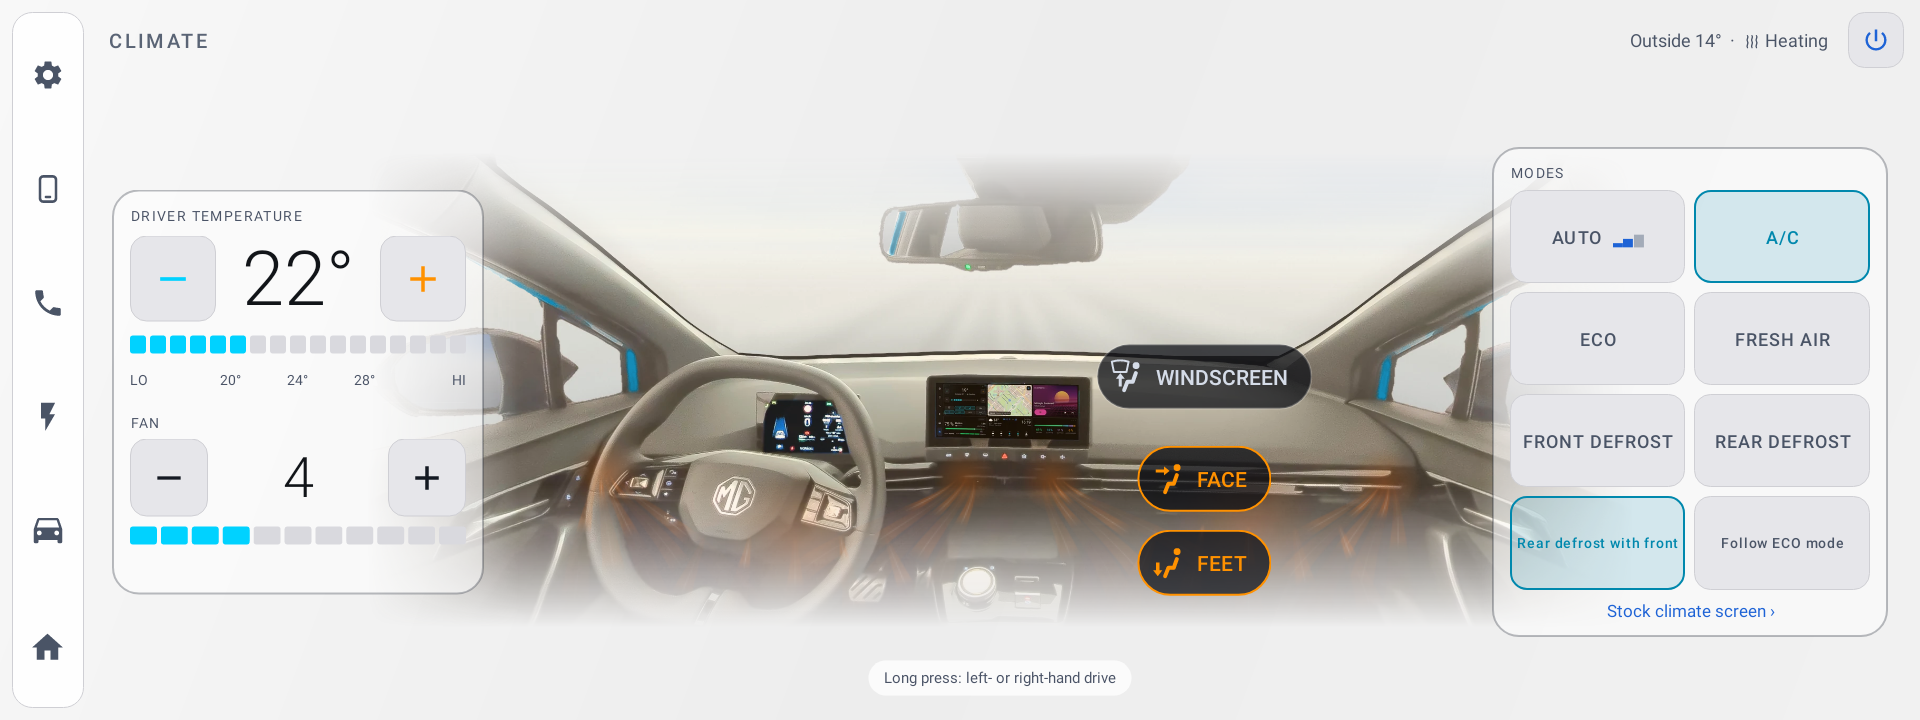 CLIMATE
Outside 14° · Heating
DRIVER TEMPERATURE
− 22° +
LO 20° 24° 28° HI
FAN
− 4 +
MG
WINDSCREEN
FACE
FEET
MODES
AUTO
A/C
ECO
FRESH AIR
FRONT DEFROST
REAR DEFROST
Rear defrost with front
Follow ECO mode
Stock climate screen ›
Long press: left- or right-hand drive